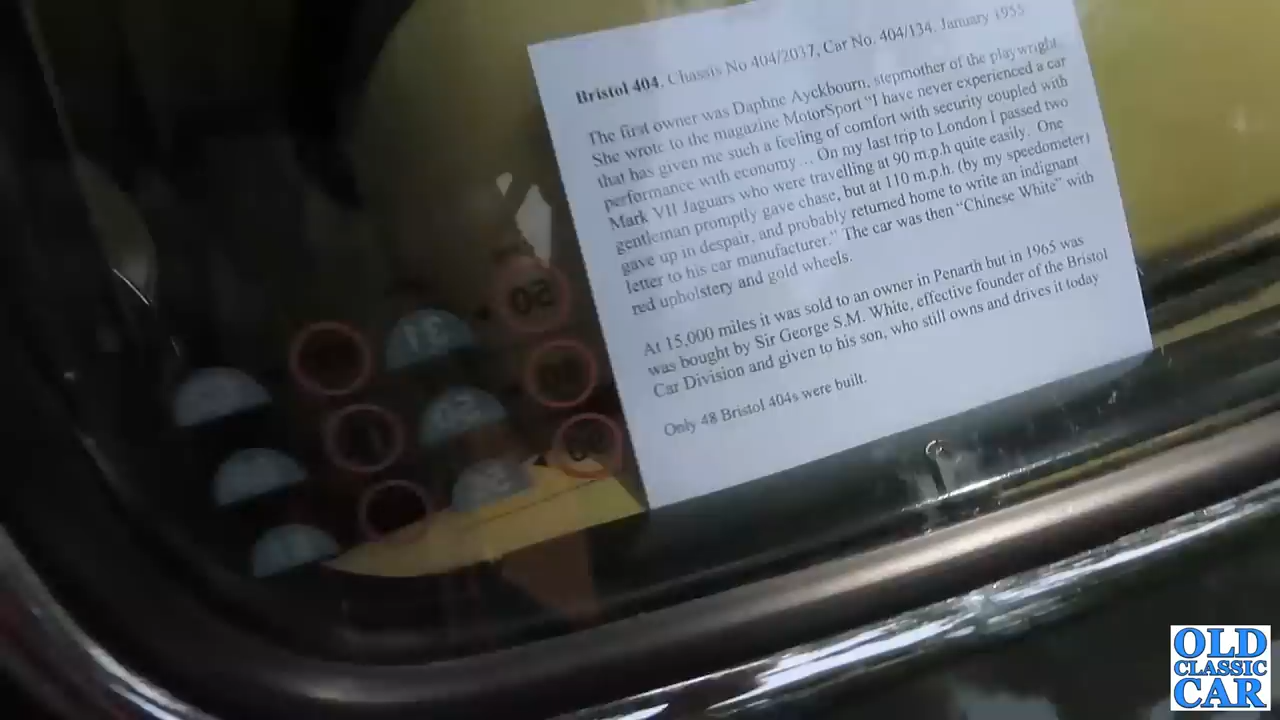 Bristol 404. Chassis No 404/2037, Car No. 404/134. January 1955
The first owner was Daphne Ayckbourn, stepmother of the playwright.
She wrote to the magazine MotorSport “I have never experienced a car
that has given me such a feeling of comfort with security coupled with
performance with economy… On my last trip to London I passed two
Mark VII Jaguars who were travelling at 90 m.p.h quite easily. One
gentleman promptly gave chase, but at 110 m.p.h. (by my speedometer)
gave up in despair, and probably returned home to write an indignant
letter to his car manufacturer.” The car was then “Chinese White” with
red upholstery and gold wheels.
At 15,000 miles it was sold to an owner in Penarth but in 1965 was
was bought by Sir George S.M. White, effective founder of the Bristol
Car Division and given to his son, who still owns and drives it today
Only 48 Bristol 404s were built.
OLD
CLASSIC
CAR